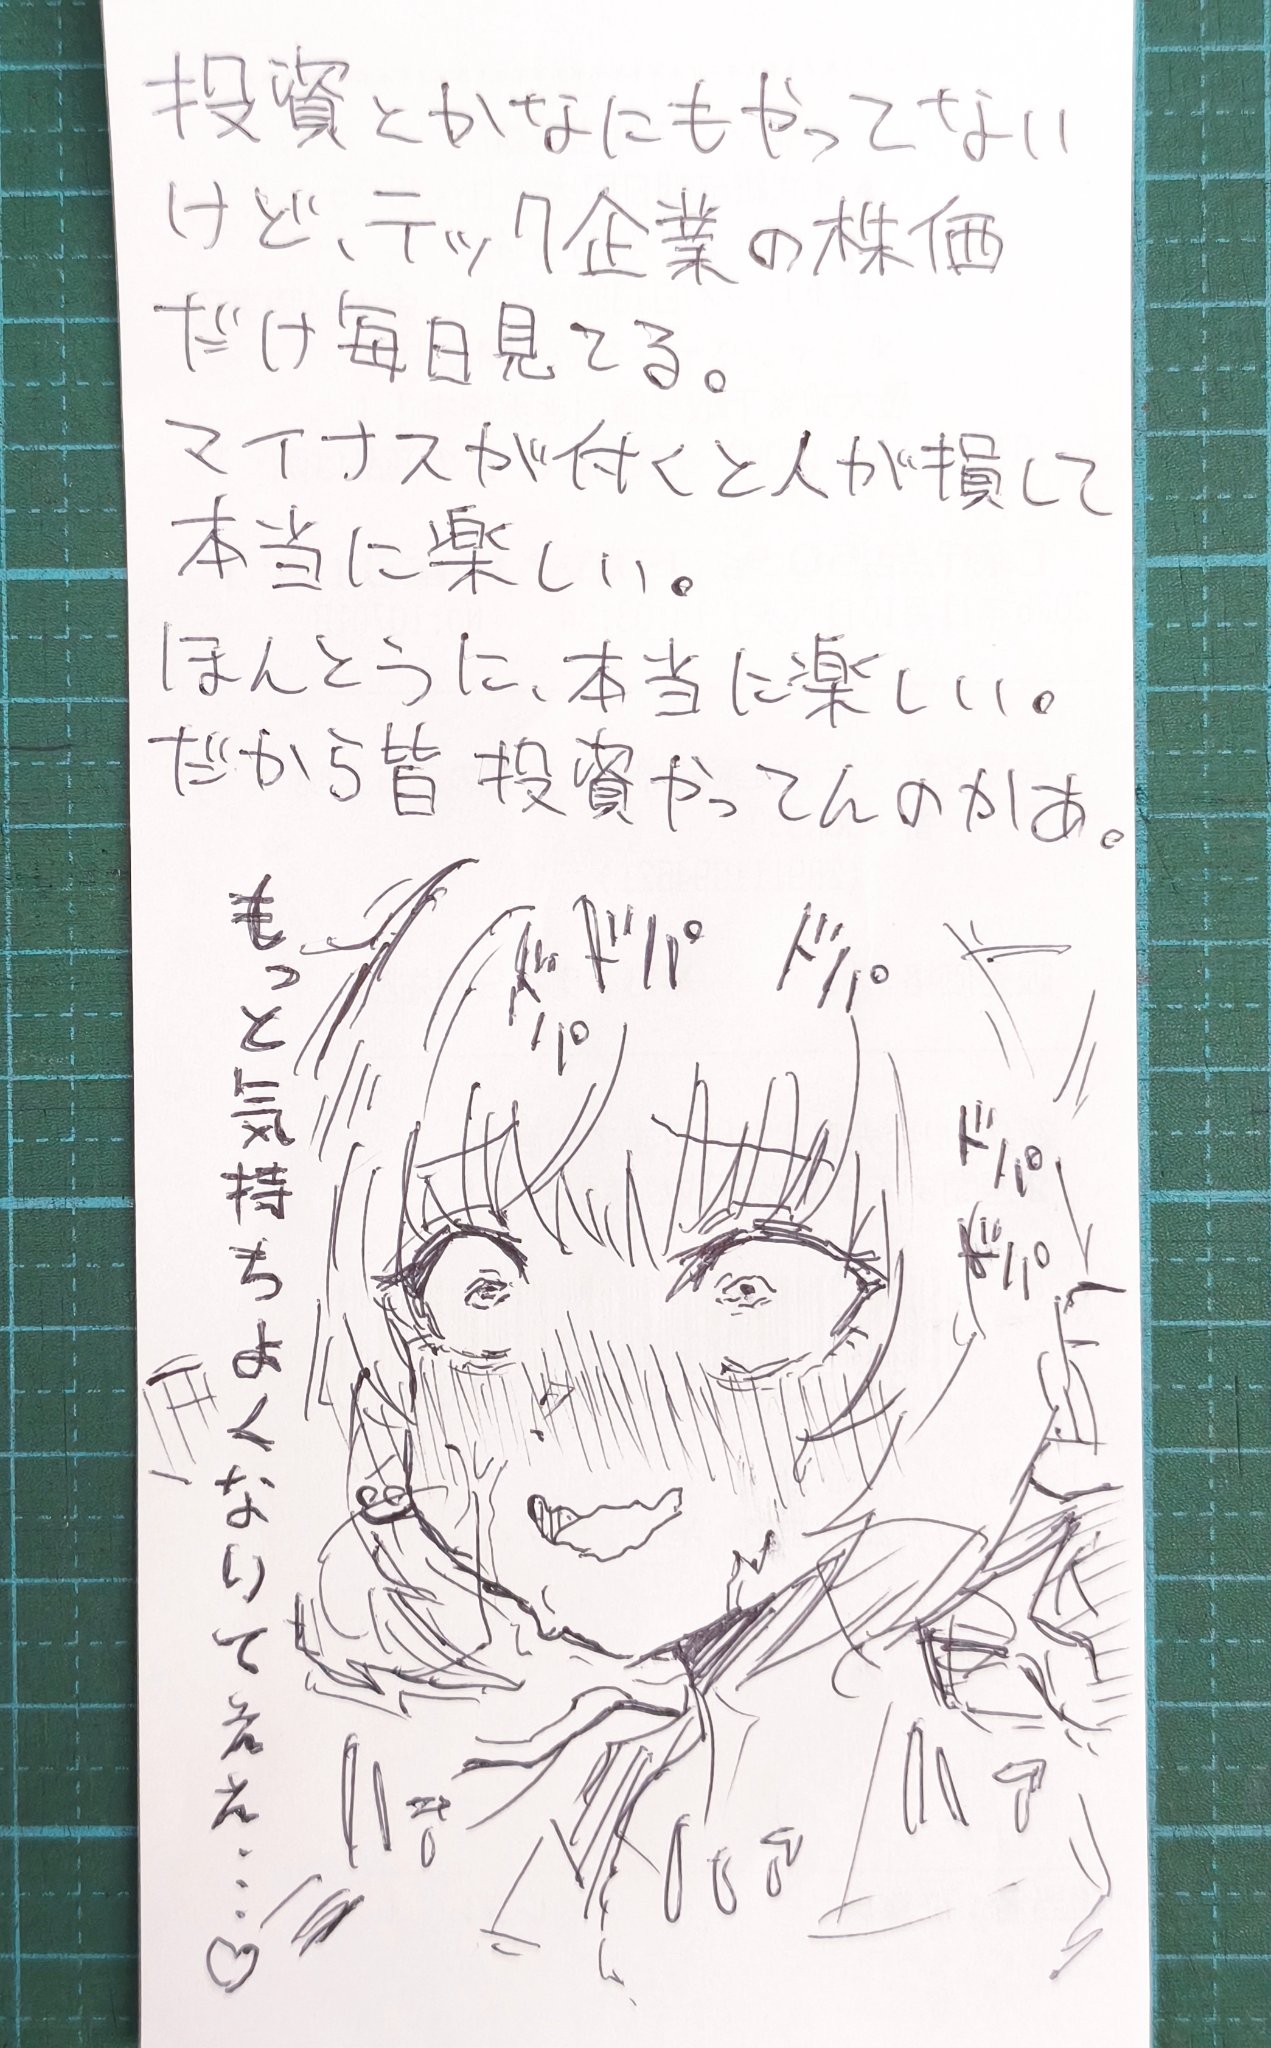 投資とかなにもやってない
けど、テック企業の株価
だけ毎日見てる。
マイナスが付くと人が損して
本当に楽しい。
ほんとうに、本当に楽しい。
だから皆 投資やってんのかあ。
もっと気持ちよくなりてええ……♡
ドパ
ドパ
ドパ
ドパ
ドパ
ハァ
ハァ
ハァ